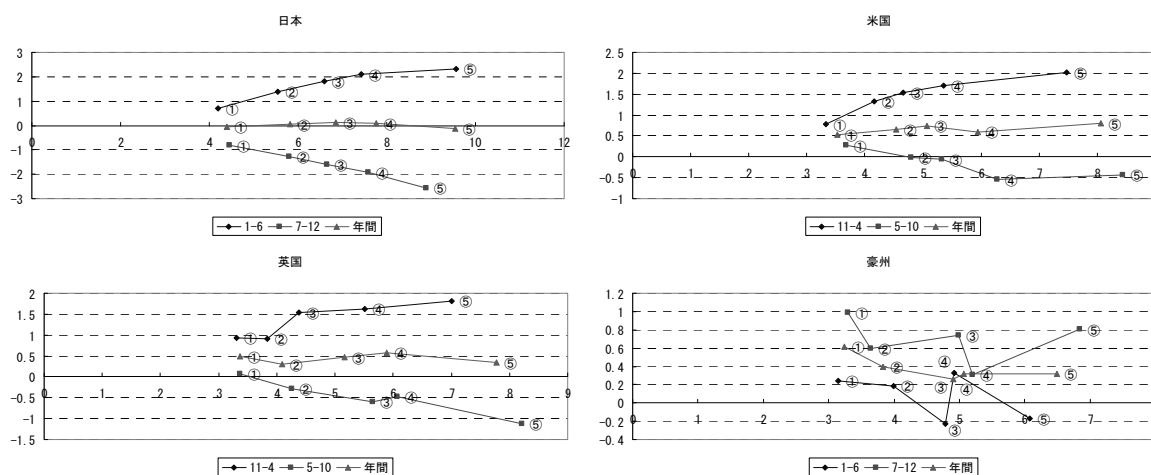 日本
3
2
1
0
-1
-2
-3
0 2 4 6 8 10 12
① ② ③ ④ ⑤
① ② ③ ④ ⑤
① ② ③ ④ ⑤
1-6 7-12 年間
米国
2.5
2
1.5
1
0.5
0
-0.5
-1
0 1 2 3 4 5 6 7 8
① ② ③ ④ ⑤
① ② ③ ④ ⑤
① ② ③ ④ ⑤
11-4 5-10 年間
英国
2
1.5
1
0.5
0
-0.5
-1
-1.5
0 1 2 3 4 5 6 7 8 9
① ② ③ ④ ⑤
① ② ③ ④ ⑤
① ② ③ ④ ⑤
11-4 5-10 年間
豪州
1.2
1
0.8
0.6
0.4
0.2
0
-0.2
-0.4
0 1 2 3 4 5 6 7
① ② ③ ④ ⑤
① ② ③ ④ ⑤
① ② ③ ④ ⑤
1-6 7-12 年間